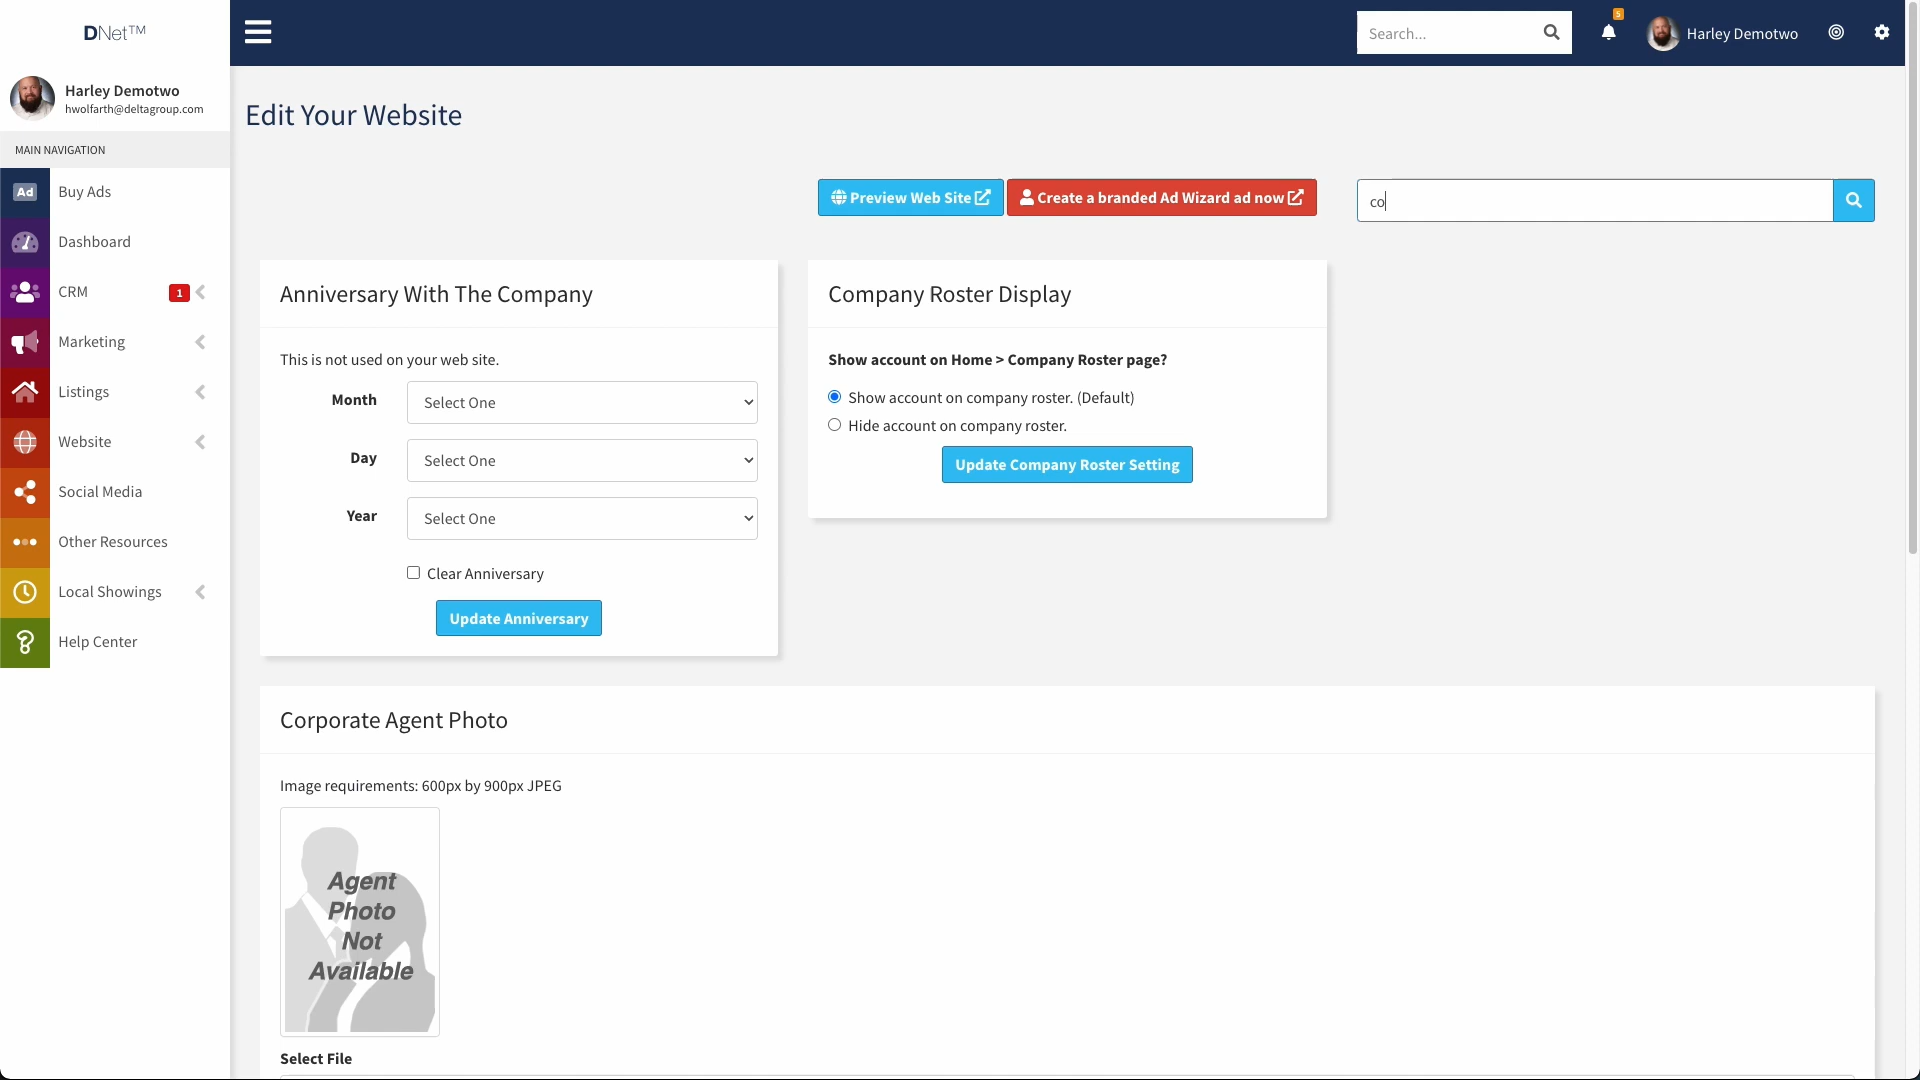 DNet™
Search...
5
Harley Demotwo
Harley Demotwo
hwolfarth@deltagroup.com
MAIN NAVIGATION
Ad Buy Ads
Dashboard
CRM 1
Marketing
Listings
Website
Social Media
Other Resources
Local Showings
Help Center
Edit Your Website
Preview Web Site
Create a branded Ad Wizard ad now
co
Anniversary With The Company
This is not used on your web site.
Month Select One
Day Select One
Year Select One
Clear Anniversary
Update Anniversary
Company Roster Display
Show account on Home > Company Roster page?
Show account on company roster. (Default)
Hide account on company roster.
Update Company Roster Setting
Corporate Agent Photo
Image requirements: 600px by 900px JPEG
Agent
Photo
Not
Available
Select File